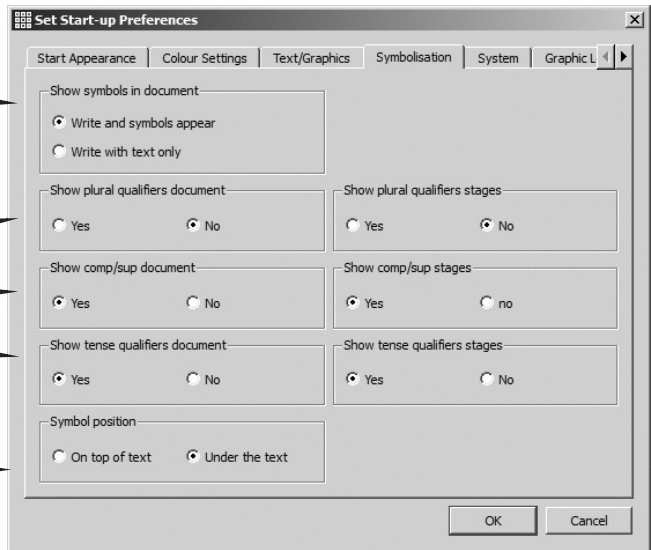 Set Start-up Preferences
Start Appearance Colour Settings Text/Graphics Symbolisation System Graphic L
Show symbols in document
Write and symbols appear
Write with text only
Show plural qualifiers document Show plural qualifiers stages
Yes No Yes No
Show comp/sup document Show comp/sup stages
Yes No Yes no
Show tense qualifiers document Show tense qualifiers stages
Yes No Yes No
Symbol position
On top of text Under the text
OK Cancel